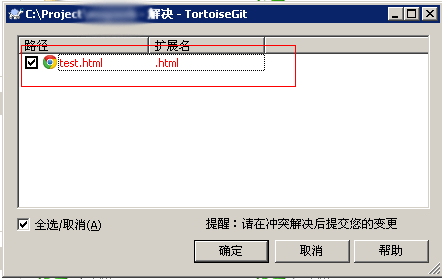 C:\Project - 解决 - TortoiseGit
路径 扩展名
test.html .html
全选/取消(A) 提醒：请在冲突解决后提交您的变更
确定 取消 帮助